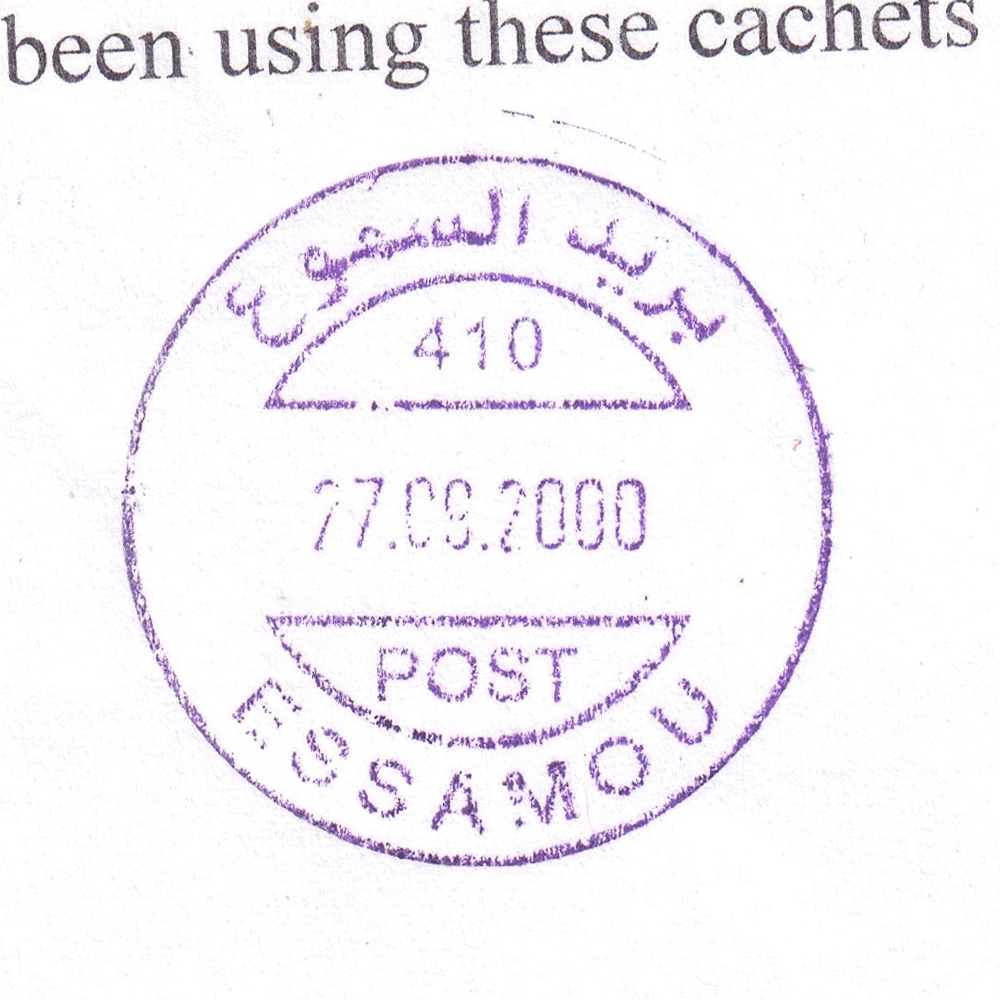 been using these cachets
بريد السموع
410
27.09.2000
POST
ESSAMOU